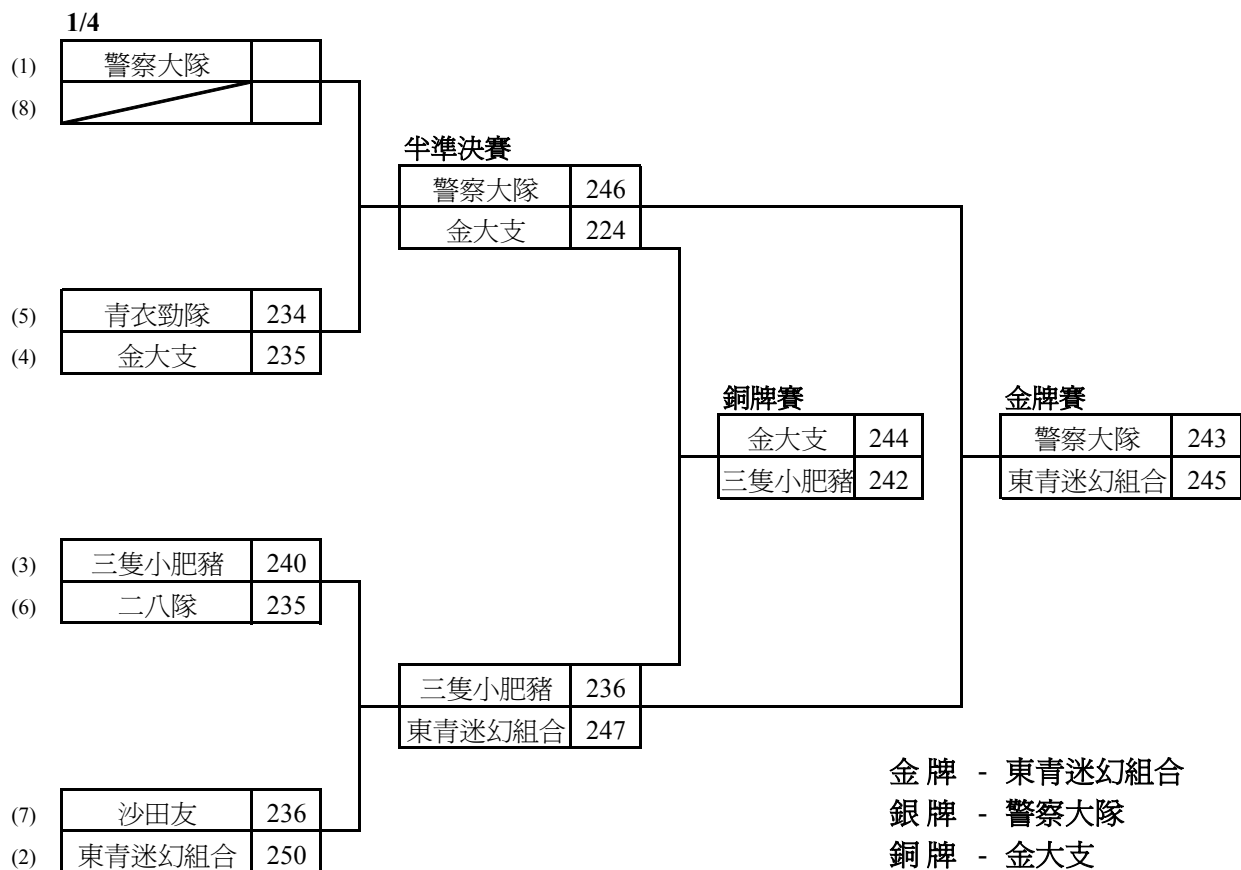 1/4
(1) 警察大隊
(8)
半準決賽
警察大隊 246
金大支 224
(5) 青衣勁隊 234
(4) 金大支 235
銅牌賽
金大支 244
三隻小肥豬 242
金牌賽
警察大隊 243
東青迷幻組合 245
(3) 三隻小肥豬 240
(6) 二八隊 235
三隻小肥豬 236
東青迷幻組合 247
(7) 沙田友 236
(2) 東青迷幻組合 250
金牌 - 東青迷幻組合
銀牌 - 警察大隊
銅牌 - 金大支